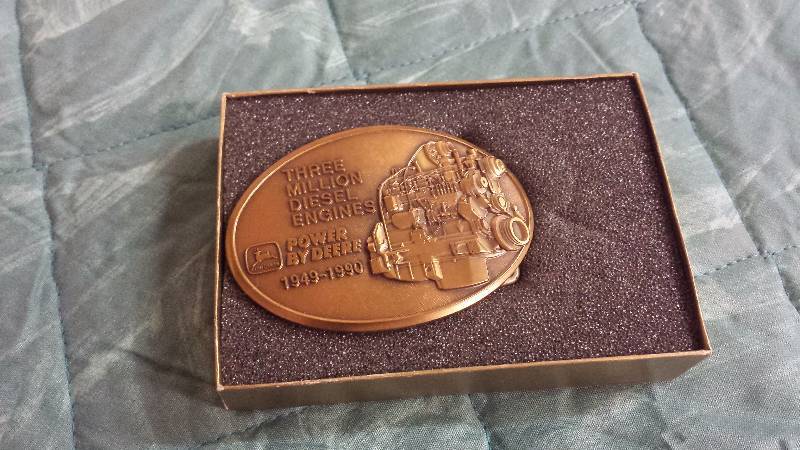 THREE
MILLION
DIESEL
ENGINES
POWER
BY DEERE
1949-1990